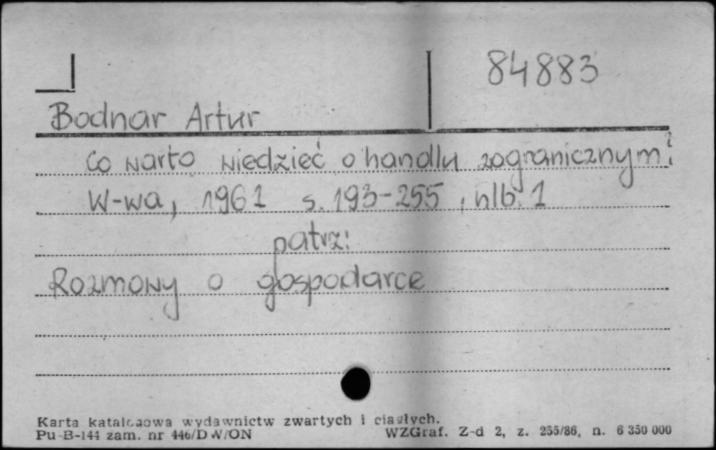 84883
Bodnar Artur
Co warto wiedzieć o handlu zagranicznym?
W-wa, 1961 s. 193-255, nlb. 1
patrz:
Rozmowy o gospodarce
Karta katalogowa wydawnictw zwartych i ciągłych.
Pu-B-144 zam. nr 446/DW/ON WZGraf. Z-d 2, z. 255/86, n. 6 350 000